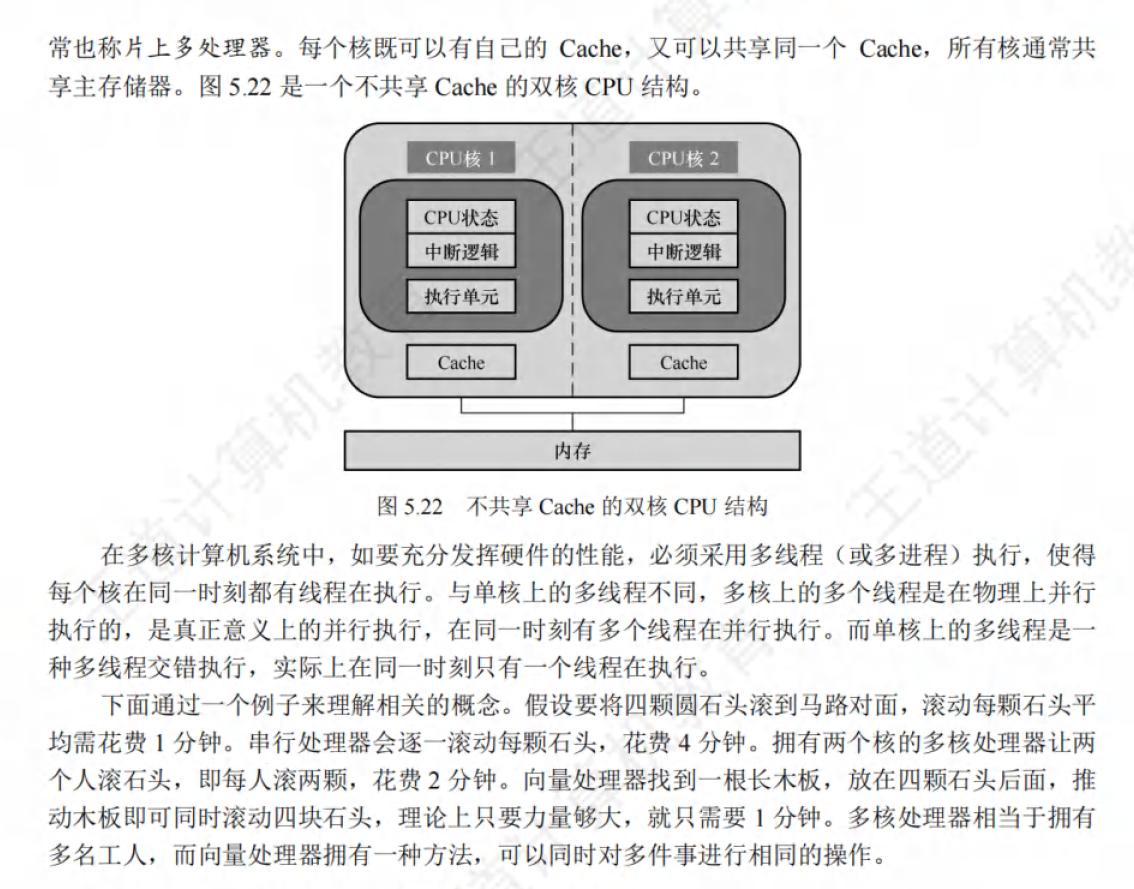 常也称片上多处理器。每个核既可以有自己的 Cache，又可以共享同一个 Cache，所有核通常共
享主存储器。图 5.22 是一个不共享 Cache 的双核 CPU 结构。
CPU核 1
CPU核 2
CPU状态
中断逻辑
执行单元
Cache
CPU状态
中断逻辑
执行单元
Cache
内存
图 5.22 不共享 Cache 的双核 CPU 结构
在多核计算机系统中，如要充分发挥硬件的性能，必须采用多线程（或多进程）执行，使得
每个核在同一时刻都有线程在执行。与单核上的多线程不同，多核上的多个线程是在物理上并行
执行的，是真正意义上的并行执行，在同一时刻有多个线程在并行执行。而单核上的多线程是一
种多线程交错执行，实际上在同一时刻只有一个线程在执行。
下面通过一个例子来理解相关的概念。假设要将四颗圆石头滚到马路对面，滚动每颗石头平
均需花费 1 分钟。串行处理器会逐一滚动每颗石头，花费 4 分钟。拥有两个核的多核处理器让两
个人滚石头，即每人滚两颗，花费 2 分钟。向量处理器找到一根长木板，放在四颗石头后面，推
动木板即可同时滚动四块石头，理论上只要力量够大，就只需要 1 分钟。多核处理器相当于拥有
多名工人，而向量处理器拥有一种方法，可以同时对多件事进行相同的操作。
王道计算机教育
王道计算机教